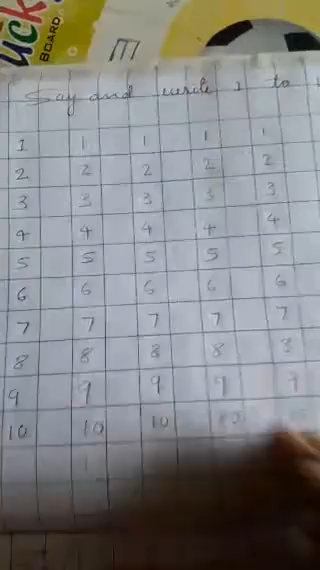 UCK
BOARD
m
Say and write 1 to
1 1 1 1 1
2 2 2 2 2
3 3 3 3 3
4 4 4 4 4
5 5 5 5 5
6 6 6 6 6
7 7 7 7 7
8 8 8 8 8
9 9 9 9 9
10 10 10 10
1